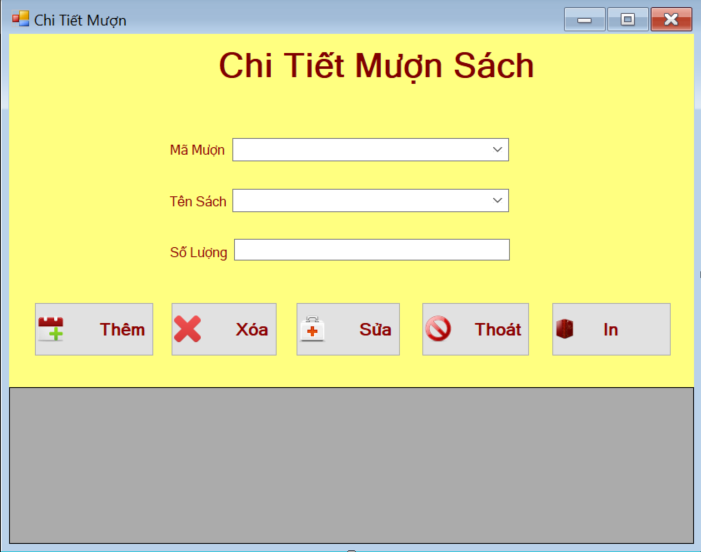 Chi Tiết Mượn
Chi Tiết Mượn Sách
Mã Mượn
Tên Sách
Số Lượng
Thêm Xóa Sửa Thoát In